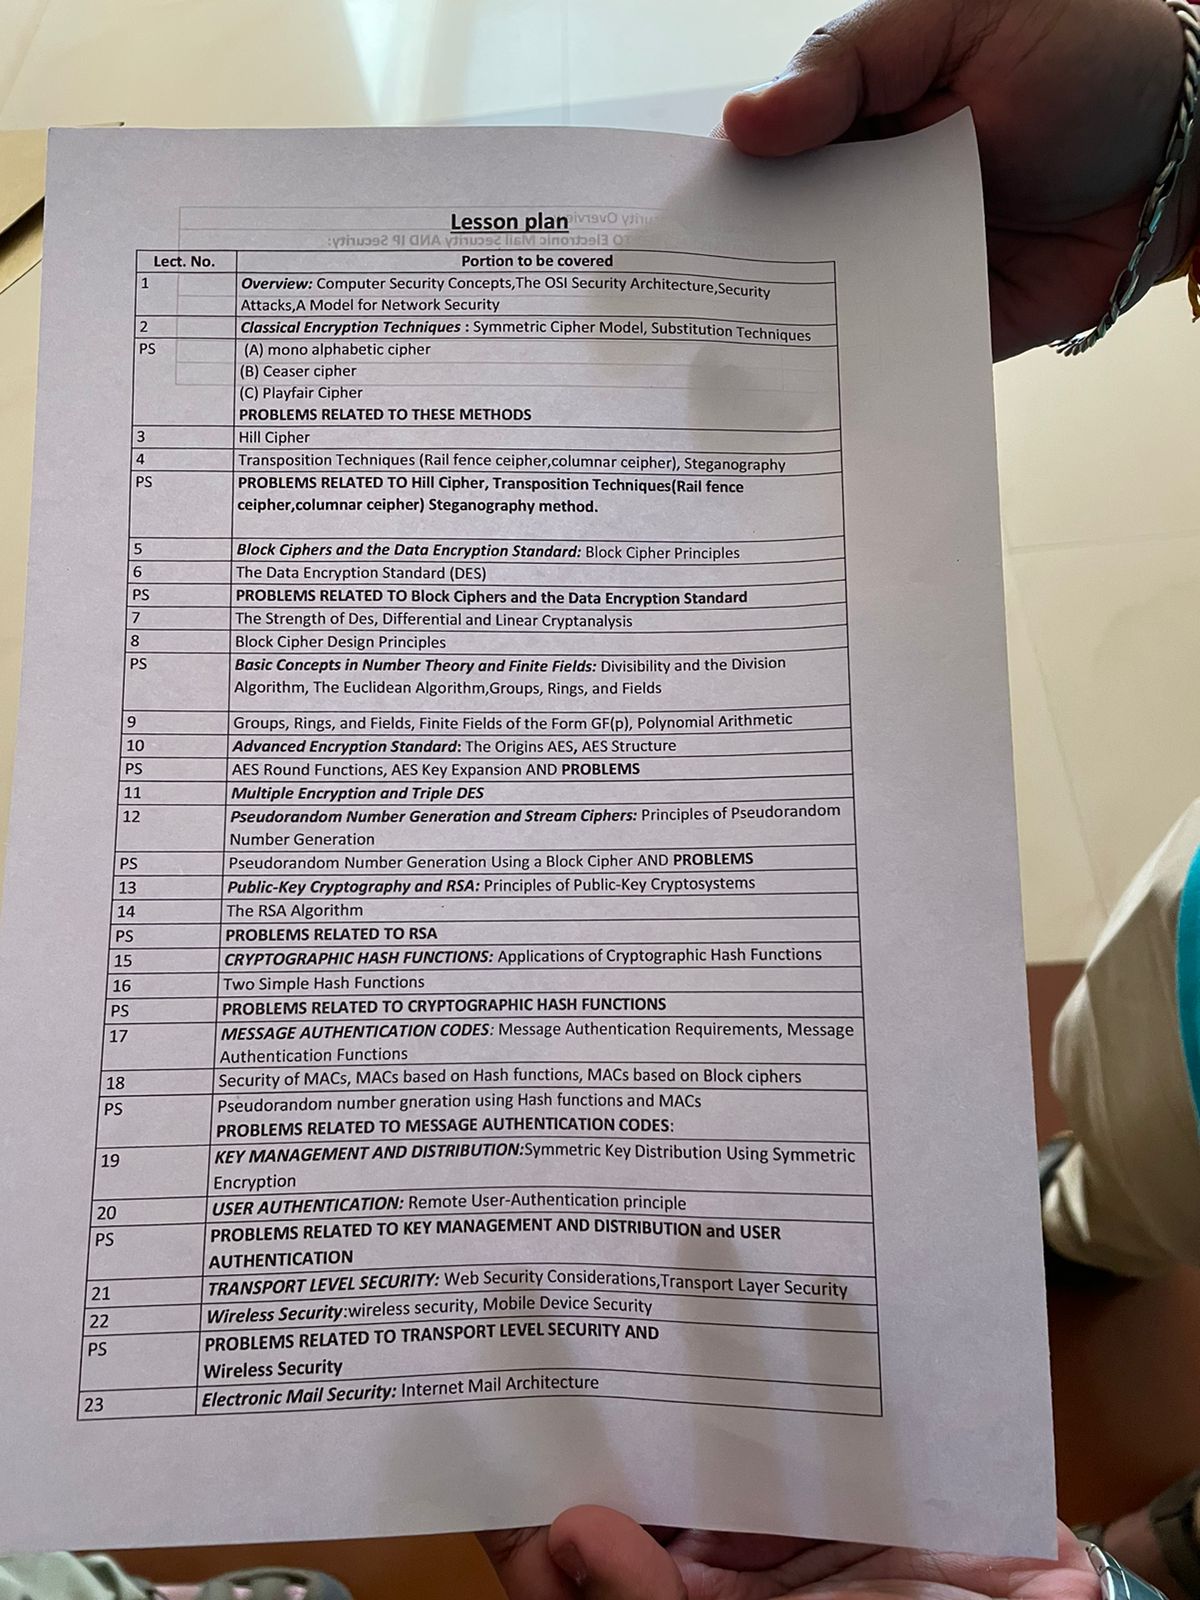 Lesson plan
Lect. No. Portion to be covered
1 Overview: Computer Security Concepts,The OSI Security Architecture,Security
Attacks,A Model for Network Security
2 Classical Encryption Techniques : Symmetric Cipher Model, Substitution Techniques
PS (A) mono alphabetic cipher
(B) Ceaser cipher
(C) Playfair Cipher
PROBLEMS RELATED TO THESE METHODS
3 Hill Cipher
4 Transposition Techniques (Rail fence ceipher,columnar ceipher), Steganography
PS PROBLEMS RELATED TO Hill Cipher, Transposition Techniques(Rail fence
ceipher,columnar ceipher) Steganography method.
5 Block Ciphers and the Data Encryption Standard: Block Cipher Principles
6 The Data Encryption Standard (DES)
PS PROBLEMS RELATED TO Block Ciphers and the Data Encryption Standard
7 The Strength of Des, Differential and Linear Cryptanalysis
8 Block Cipher Design Principles
PS Basic Concepts in Number Theory and Finite Fields: Divisibility and the Division
Algorithm, The Euclidean Algorithm,Groups, Rings, and Fields
9 Groups, Rings, and Fields, Finite Fields of the Form GF(p), Polynomial Arithmetic
10 Advanced Encryption Standard: The Origins AES, AES Structure
PS AES Round Functions, AES Key Expansion AND PROBLEMS
11 Multiple Encryption and Triple DES
12 Pseudorandom Number Generation and Stream Ciphers: Principles of Pseudorandom
Number Generation
PS Pseudorandom Number Generation Using a Block Cipher AND PROBLEMS
13 Public-Key Cryptography and RSA: Principles of Public-Key Cryptosystems
14 The RSA Algorithm
PS PROBLEMS RELATED TO RSA
15 CRYPTOGRAPHIC HASH FUNCTIONS: Applications of Cryptographic Hash Functions
16 Two Simple Hash Functions
PS PROBLEMS RELATED TO CRYPTOGRAPHIC HASH FUNCTIONS
17 MESSAGE AUTHENTICATION CODES: Message Authentication Requirements, Message
Authentication Functions
18 Security of MACs, MACs based on Hash functions, MACs based on Block ciphers
PS Pseudorandom number gneration using Hash functions and MACs
PROBLEMS RELATED TO MESSAGE AUTHENTICATION CODES:
19 KEY MANAGEMENT AND DISTRIBUTION:Symmetric Key Distribution Using Symmetric
Encryption
20 USER AUTHENTICATION: Remote User-Authentication principle
PS PROBLEMS RELATED TO KEY MANAGEMENT AND DISTRIBUTION and USER
AUTHENTICATION
21 TRANSPORT LEVEL SECURITY: Web Security Considerations,Transport Layer Security
22 Wireless Security:wireless security, Mobile Device Security
PS PROBLEMS RELATED TO TRANSPORT LEVEL SECURITY AND
Wireless Security
23 Electronic Mail Security: Internet Mail Architecture